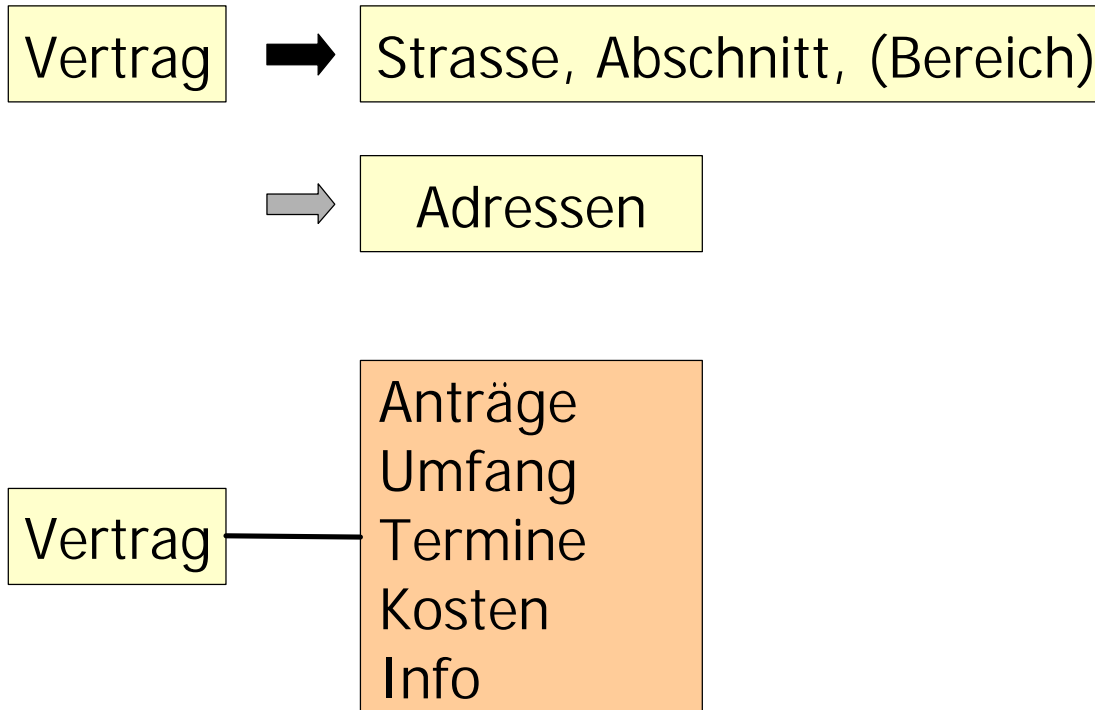 Vertrag
Strasse, Abschnitt, (Bereich)
Adressen
Vertrag
Anträge
Umfang
Termine
Kosten
Info